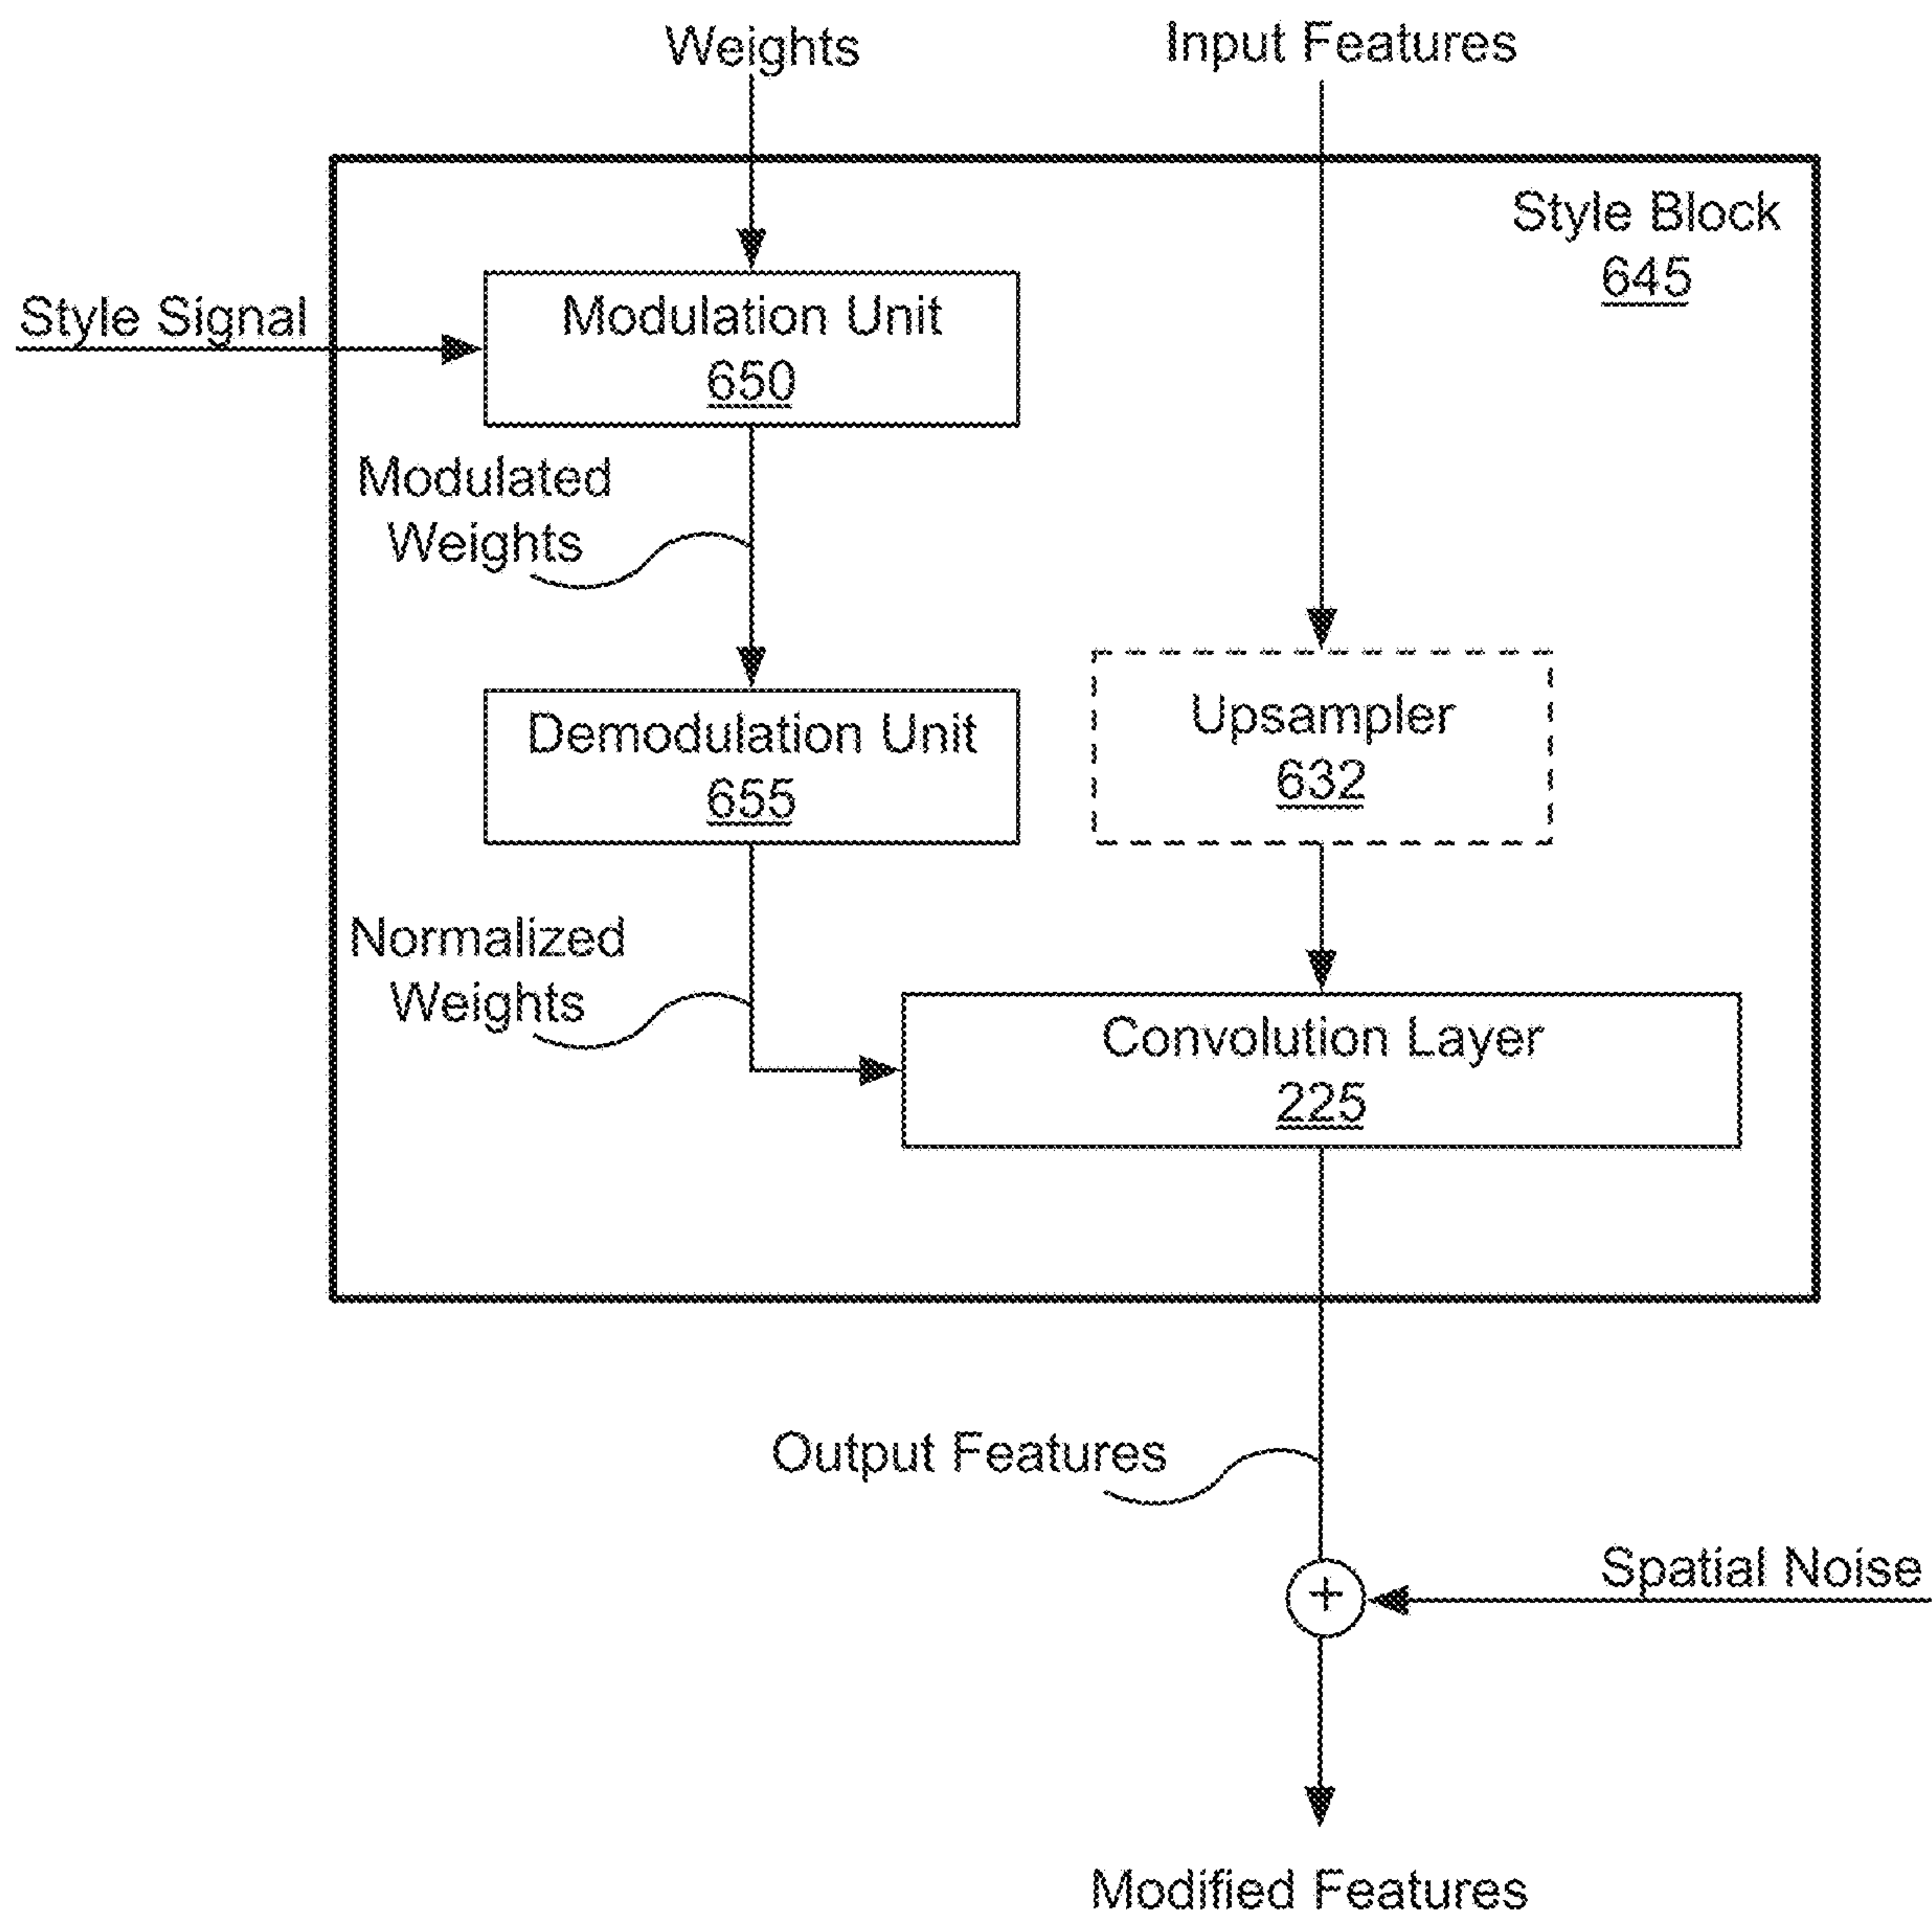 Weights
Input Features
Style Block
645
Style Signal
Modulation Unit
650
Modulated
Weights
Upsampler
632
Demodulation Unit
655
Normalized
Weights
Convolution Layer
225
Output Features
Spatial Noise
+
Modified Features